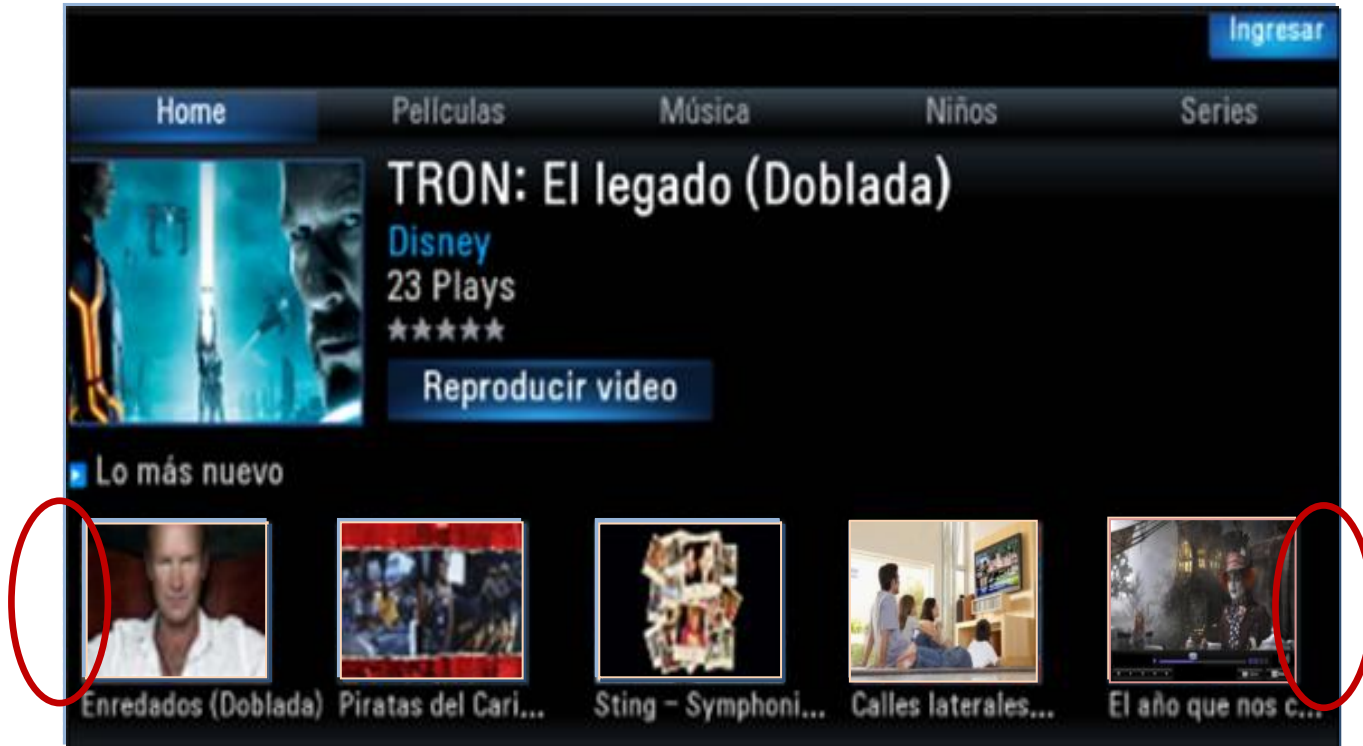 Ingresar
Home Películas Música Niños Series
TRON: El legado (Doblada)
Disney
23 Plays
Reproducir video
Lo más nuevo
Enredados (Doblada) Piratas del Cari... Sting – Symphoni... Calles laterales... El año que nos c...